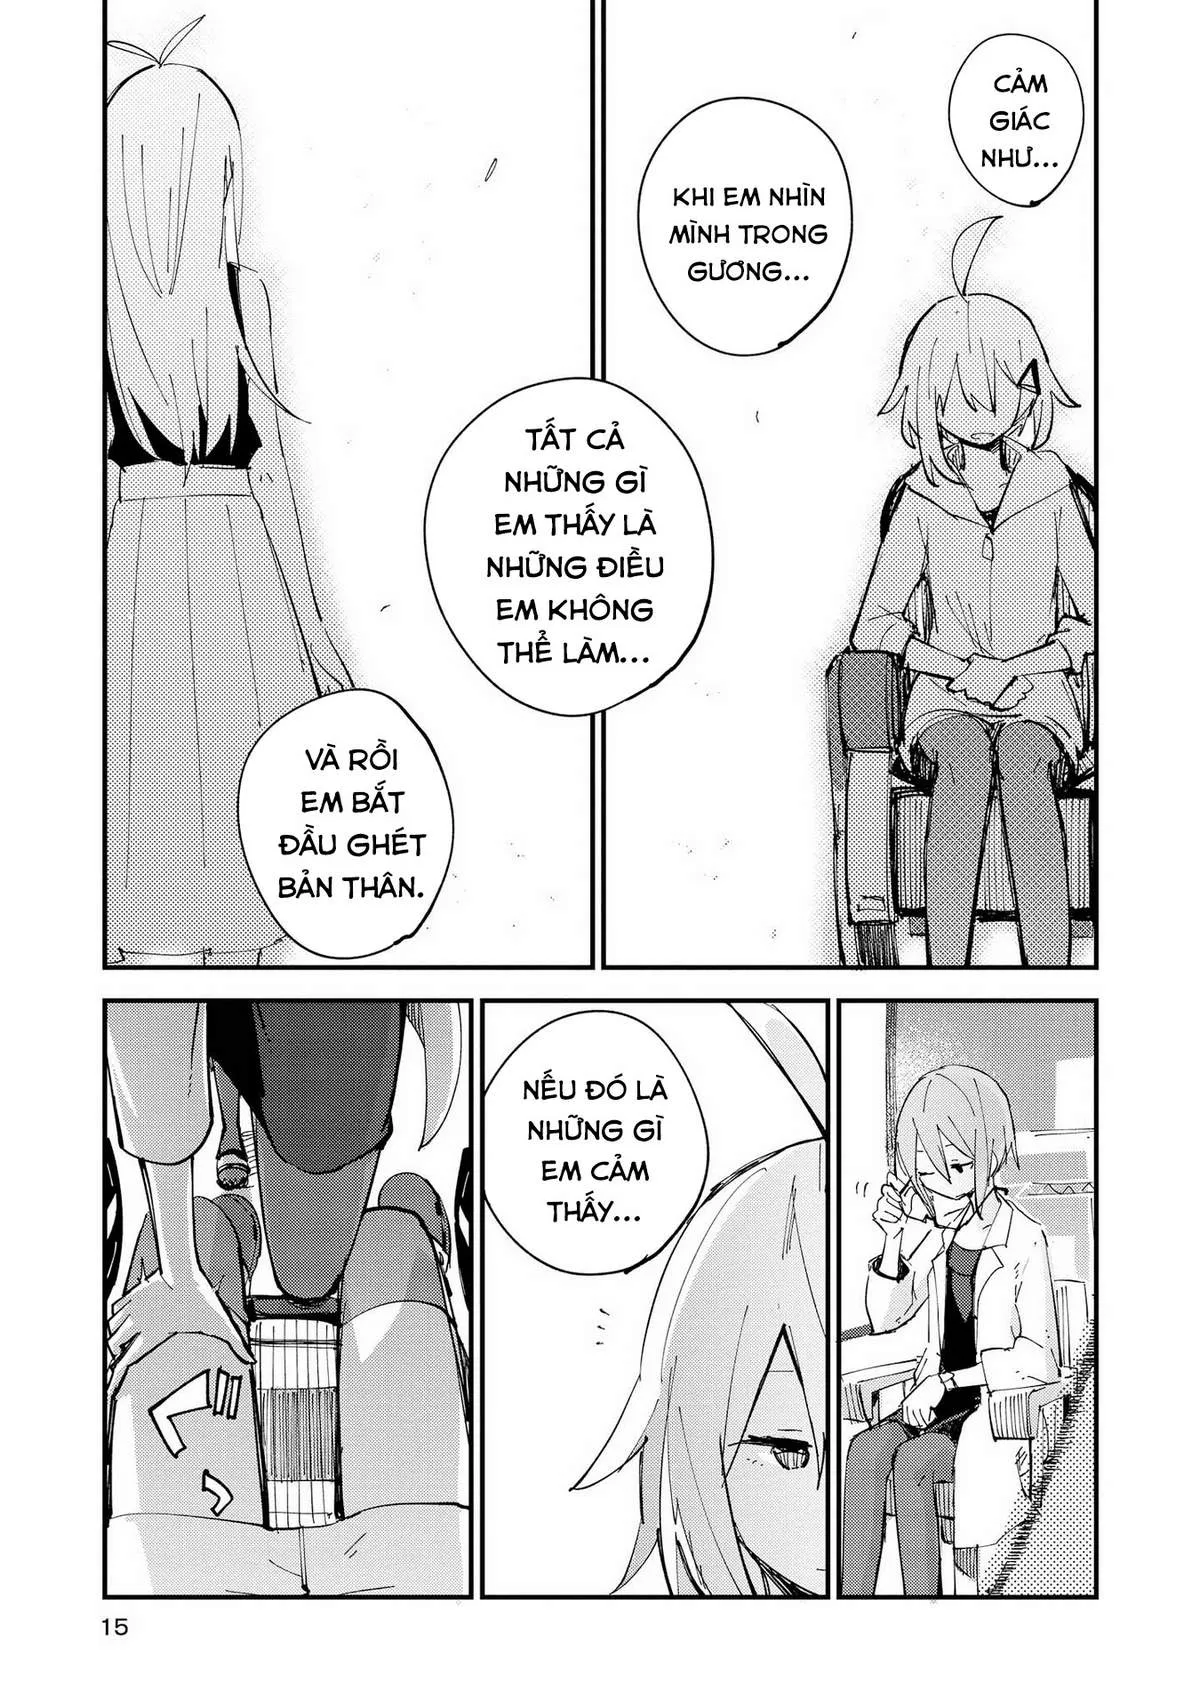 CẢM
GIÁC
NHƯ...
KHI EM NHÌN
MÌNH TRONG
GƯƠNG...
TẤT CẢ
NHỮNG GÌ
EM THẤY LÀ
NHỮNG ĐIỀU
EM KHÔNG
THỂ LÀM...
VÀ RỒI
EM BẮT
ĐẦU GHÉT
BẢN THÂN.
NẾU ĐÓ LÀ
NHỮNG GÌ
EM CẢM
THẤY...
ぺた
15